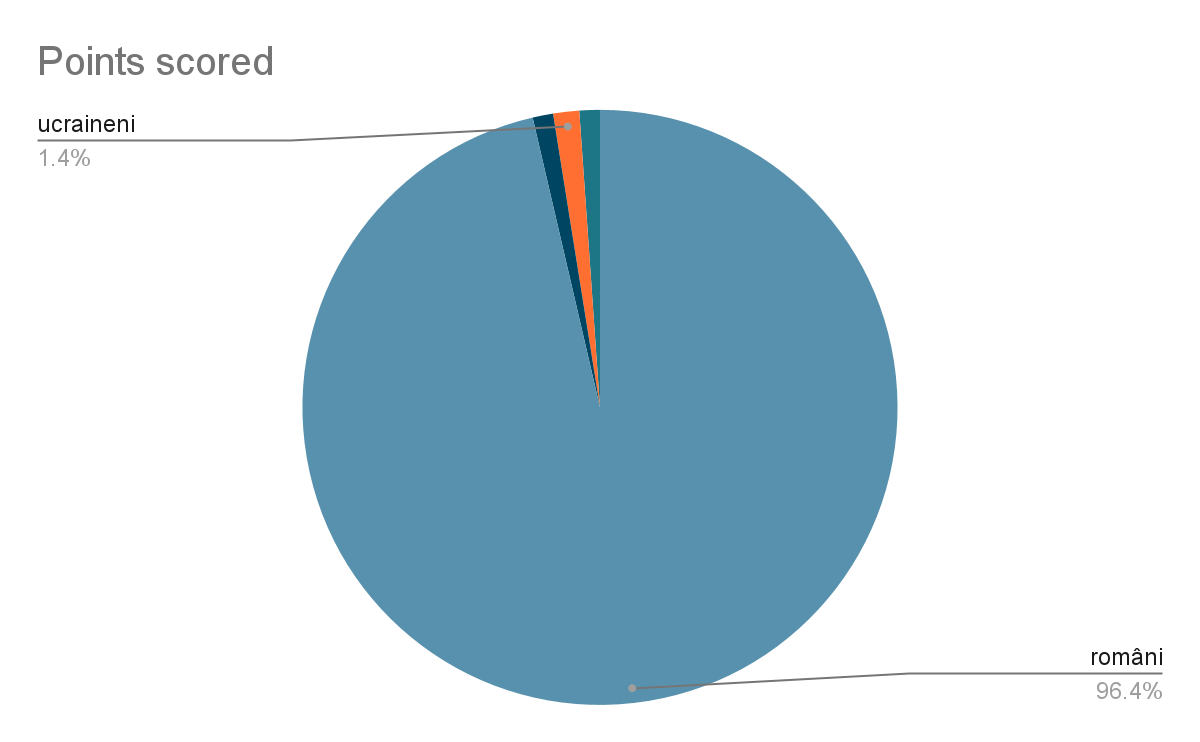 Points scored
ucraineni
1.4%
români
96.4%